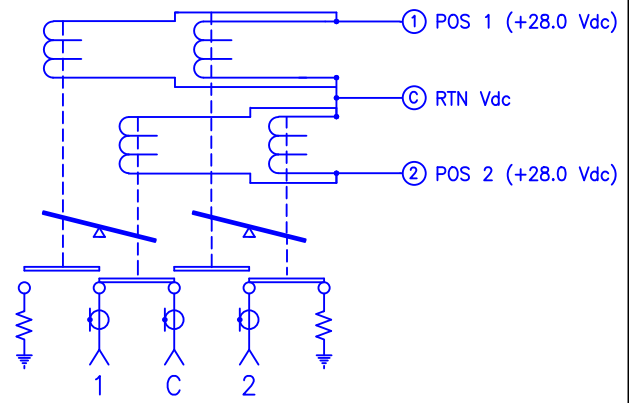 1 POS 1 (+28.0 Vdc)
C RTN Vdc
2 POS 2 (+28.0 Vdc)
1 C 2